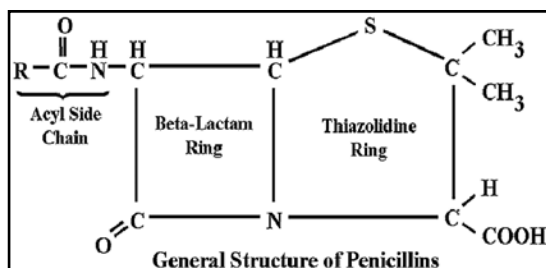 O H H H S CH3
R—C—N—C C C
CH3
Acyl Side
Chain
Beta-Lactam
Ring
Thiazolidine
Ring
H
C N C
O COOH
General Structure of Penicillins